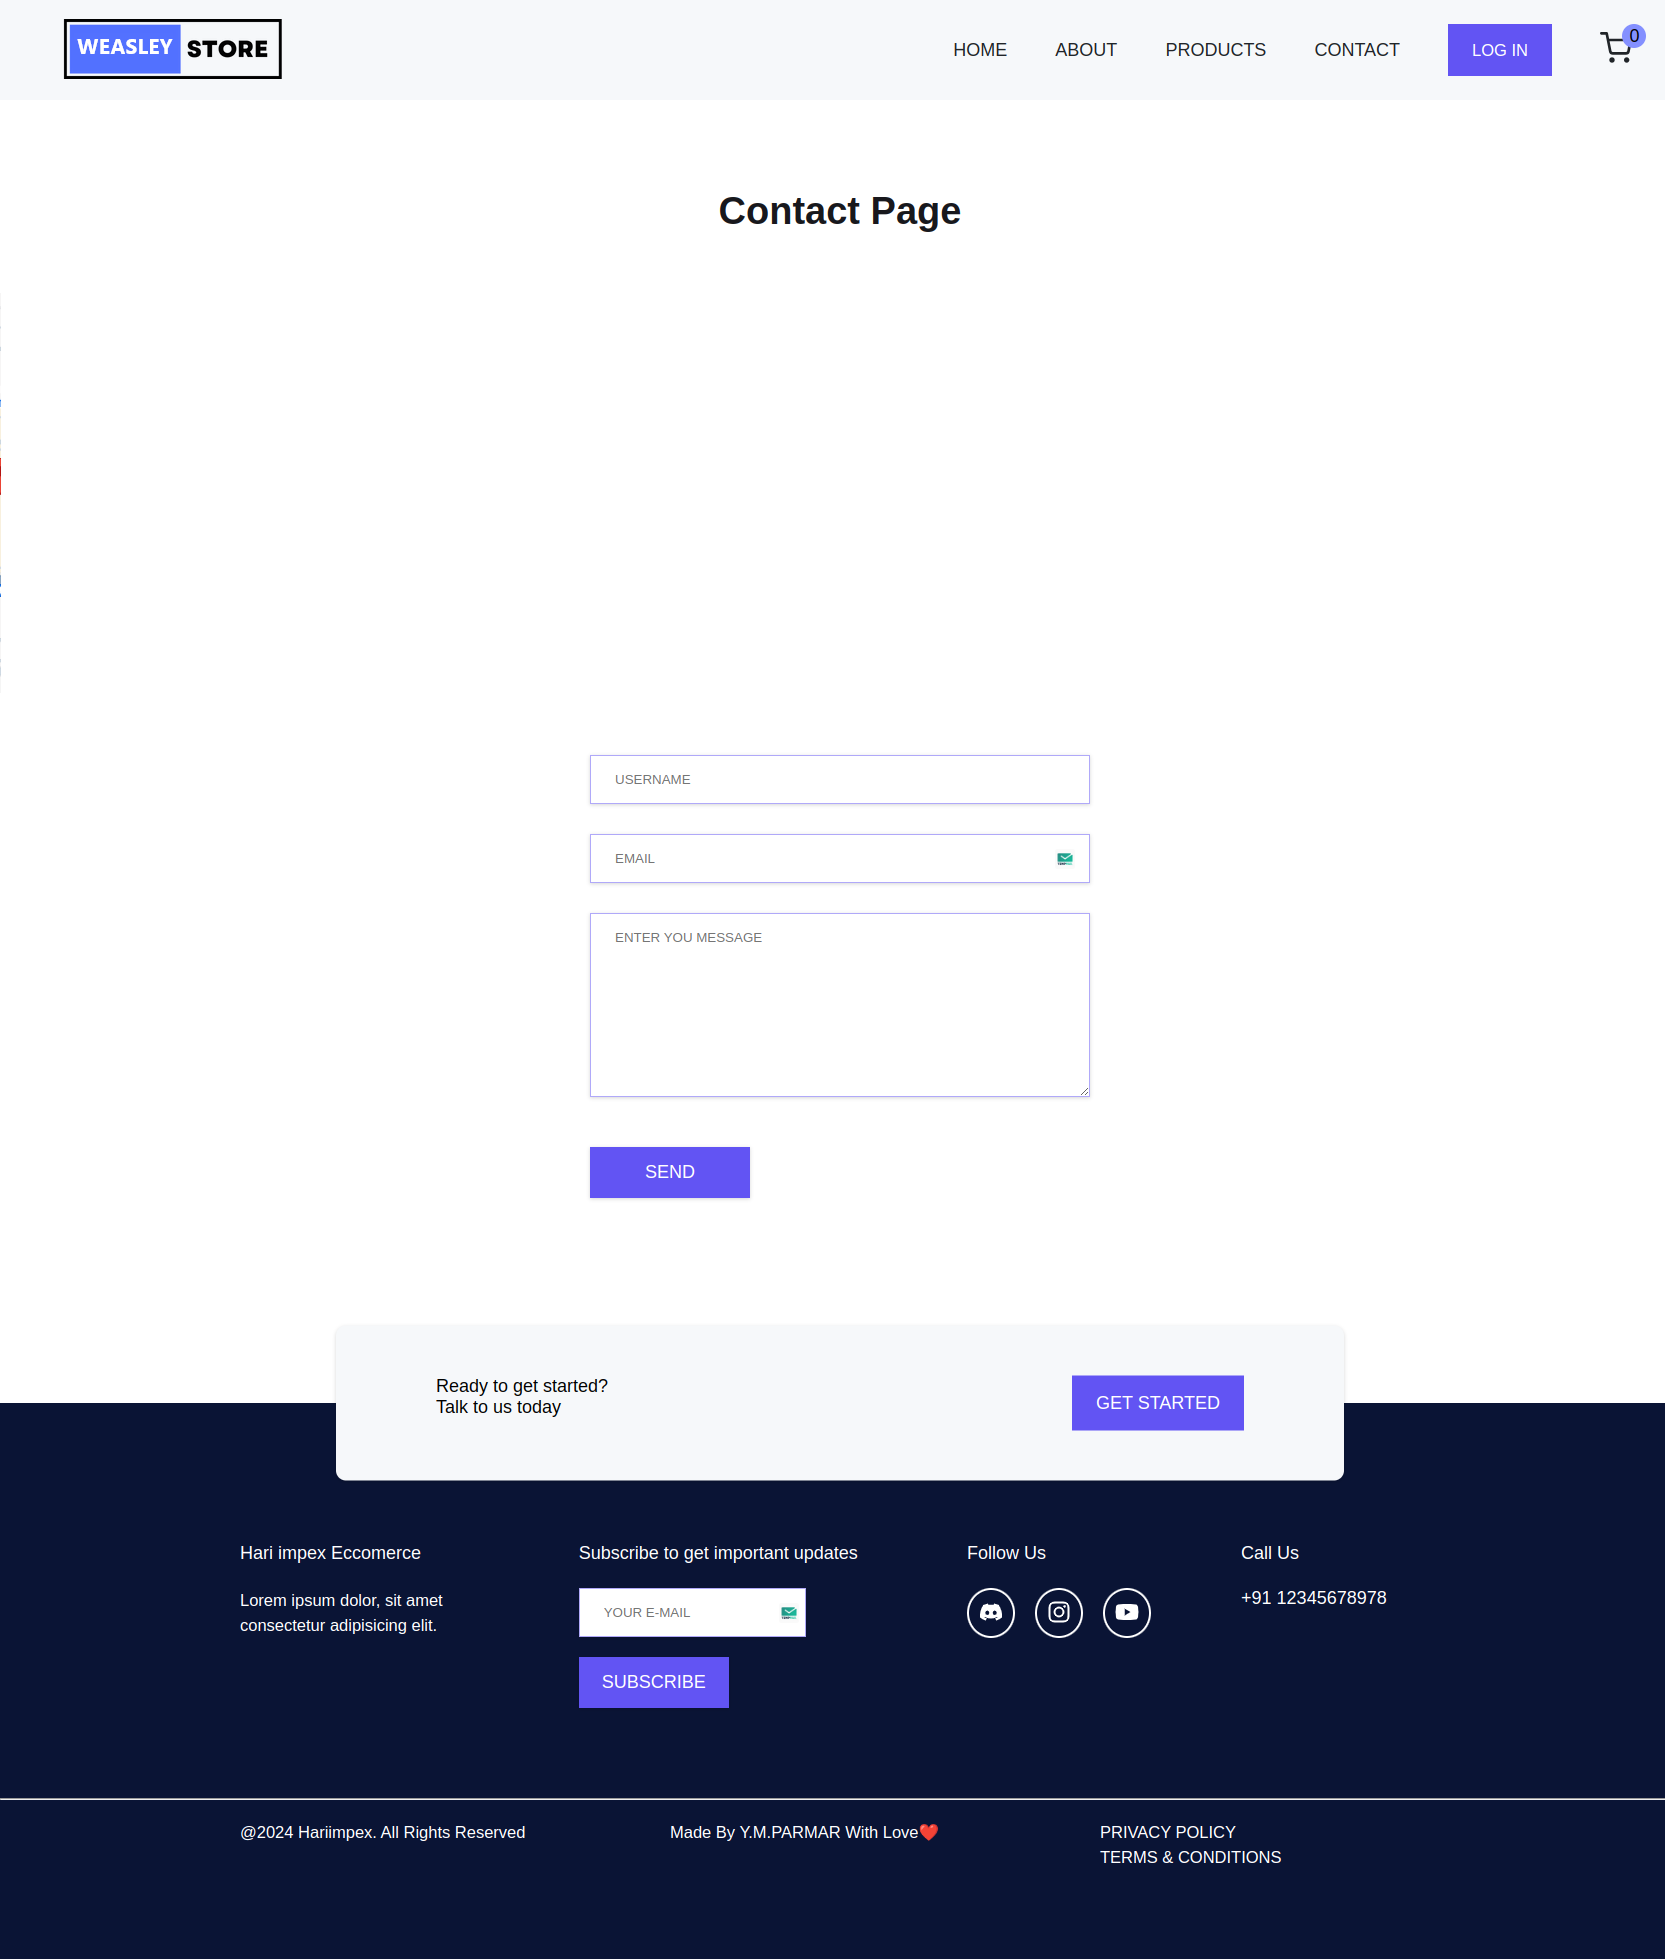 WEASLEY STORE
HOME ABOUT PRODUCTS CONTACT LOG IN 0
Contact Page
USERNAME
EMAIL
ENTER YOU MESSAGE
SEND
Ready to get started?
Talk to us today
GET STARTED
Hari impex Eccomerce
Lorem ipsum dolor, sit amet
consectetur adipisicing elit.
Subscribe to get important updates
YOUR E-MAIL
SUBSCRIBE
Follow Us
Call Us
+91 12345678978
@2024 Hariimpex. All Rights Reserved
Made By Y.M.PARMAR With Love❤️
PRIVACY POLICY
TERMS & CONDITIONS